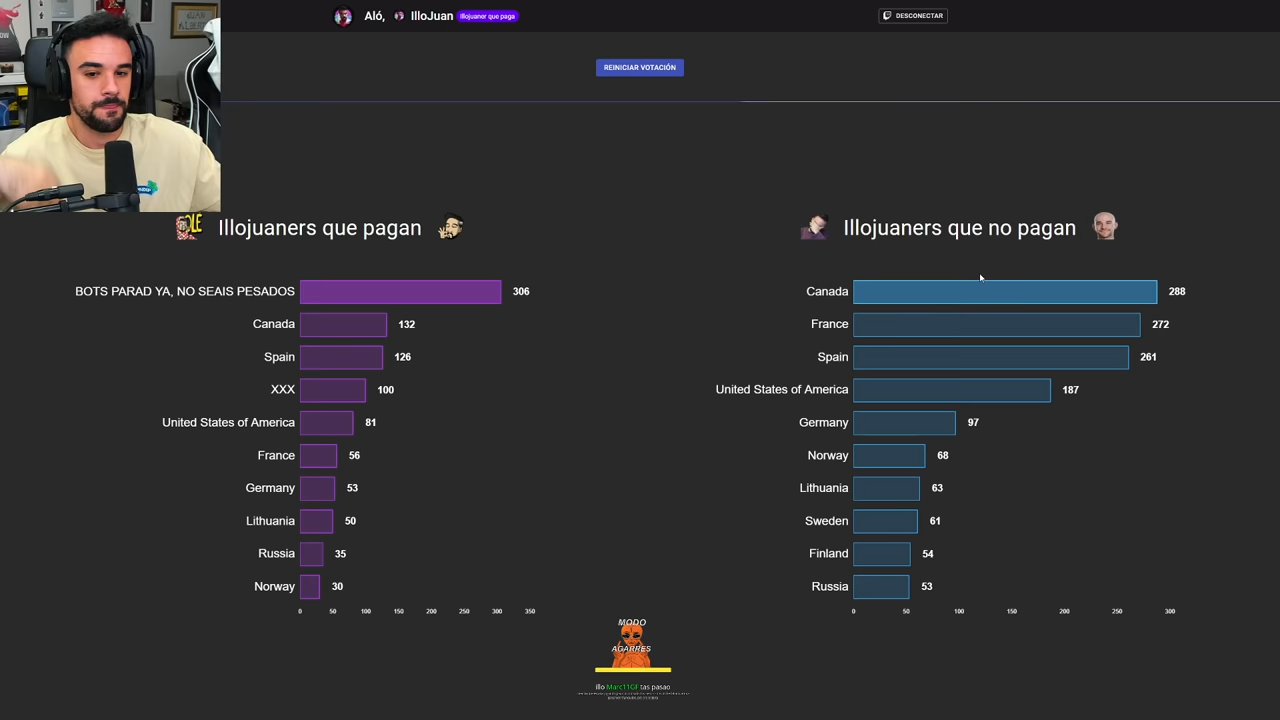 Aló, IlloJuan Illojuaner que paga
DESCONECTAR
REINICIAR VOTACIÓN
OLE
Illojuaners que pagan
BOTS PARAD YA, NO SEAIS PESADOS 306
Canada 132
Spain 126
XXX 100
United States of America 81
France 56
Germany 53
Lithuania 50
Russia 35
Norway 30
0 50 100 150 200 250 300 350
Illojuaners que no pagan
Canada 288
France 272
Spain 261
United States of America 187
Germany 97
Norway 68
Lithuania 63
Sweden 61
Finland 54
Russia 53
0 50 100 150 200 250 300
MODO
AGARRES
illo Marc11GF tas pasao